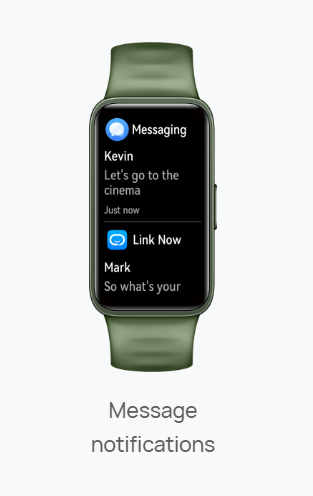 Messaging
Kevin
Let's go to the
cinema
Just now
Link Now
Mark
So what's your
Message
notifications